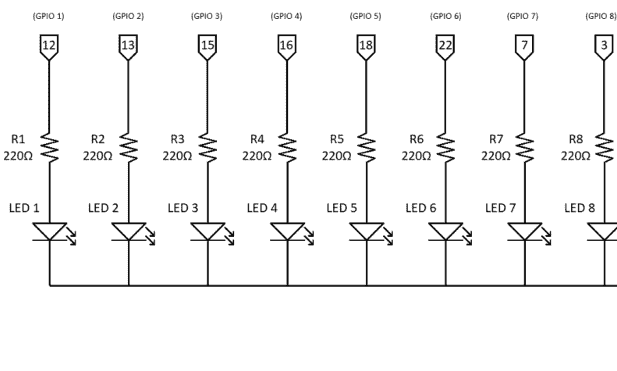 (GPIO 1) (GPIO 2) (GPIO 3) (GPIO 4) (GPIO 5) (GPIO 6) (GPIO 7) (GPIO 8)
12 13 15 16 18 22 7 3
R1 R2 R3 R4 R5 R6 R7 R8
220Ω 220Ω 220Ω 220Ω 220Ω 220Ω 220Ω 220Ω
LED 1 LED 2 LED 3 LED 4 LED 5 LED 6 LED 7 LED 8